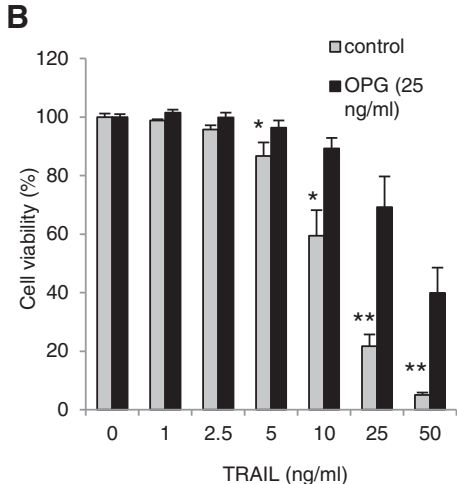 B
control
OPG (25
ng/ml)
120
100
80
60
40
20
0
Cell viability (%)
*
*
**
**
0 1 2.5 5 10 25 50
TRAIL (ng/ml)